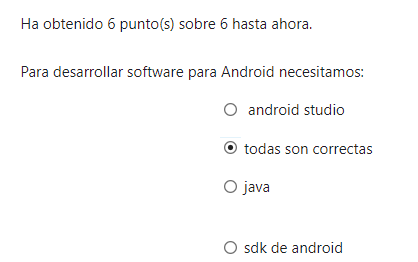 Ha obtenido 6 punto(s) sobre 6 hasta ahora.
Para desarrollar software para Android necesitamos:
android studio
todas son correctas
java
sdk de android